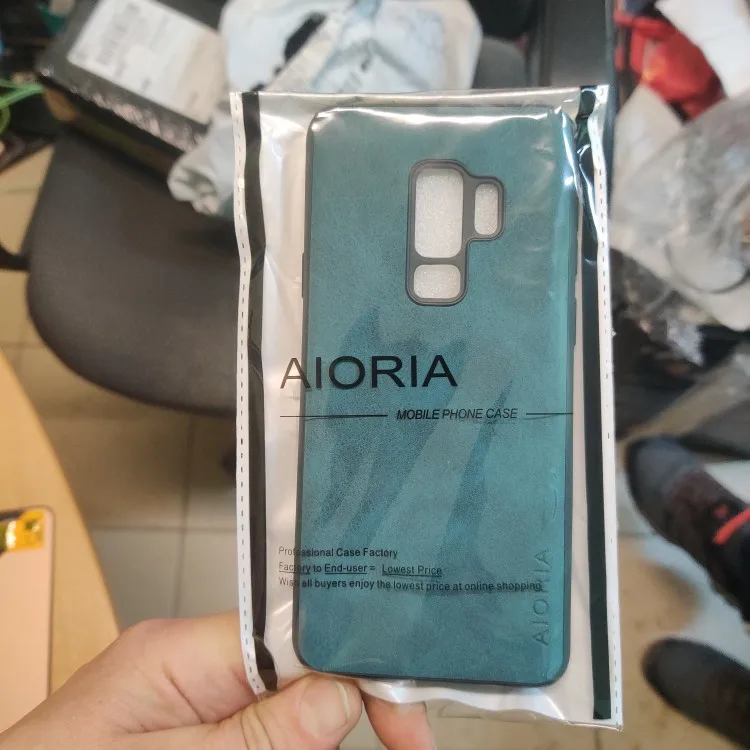 AIORIA
MOBILE PHONE CASE
Professional Case Factory
Factory to End-user = Lowest Price
Wish all buyers enjoy the lowest price at online shopping
AIORIA